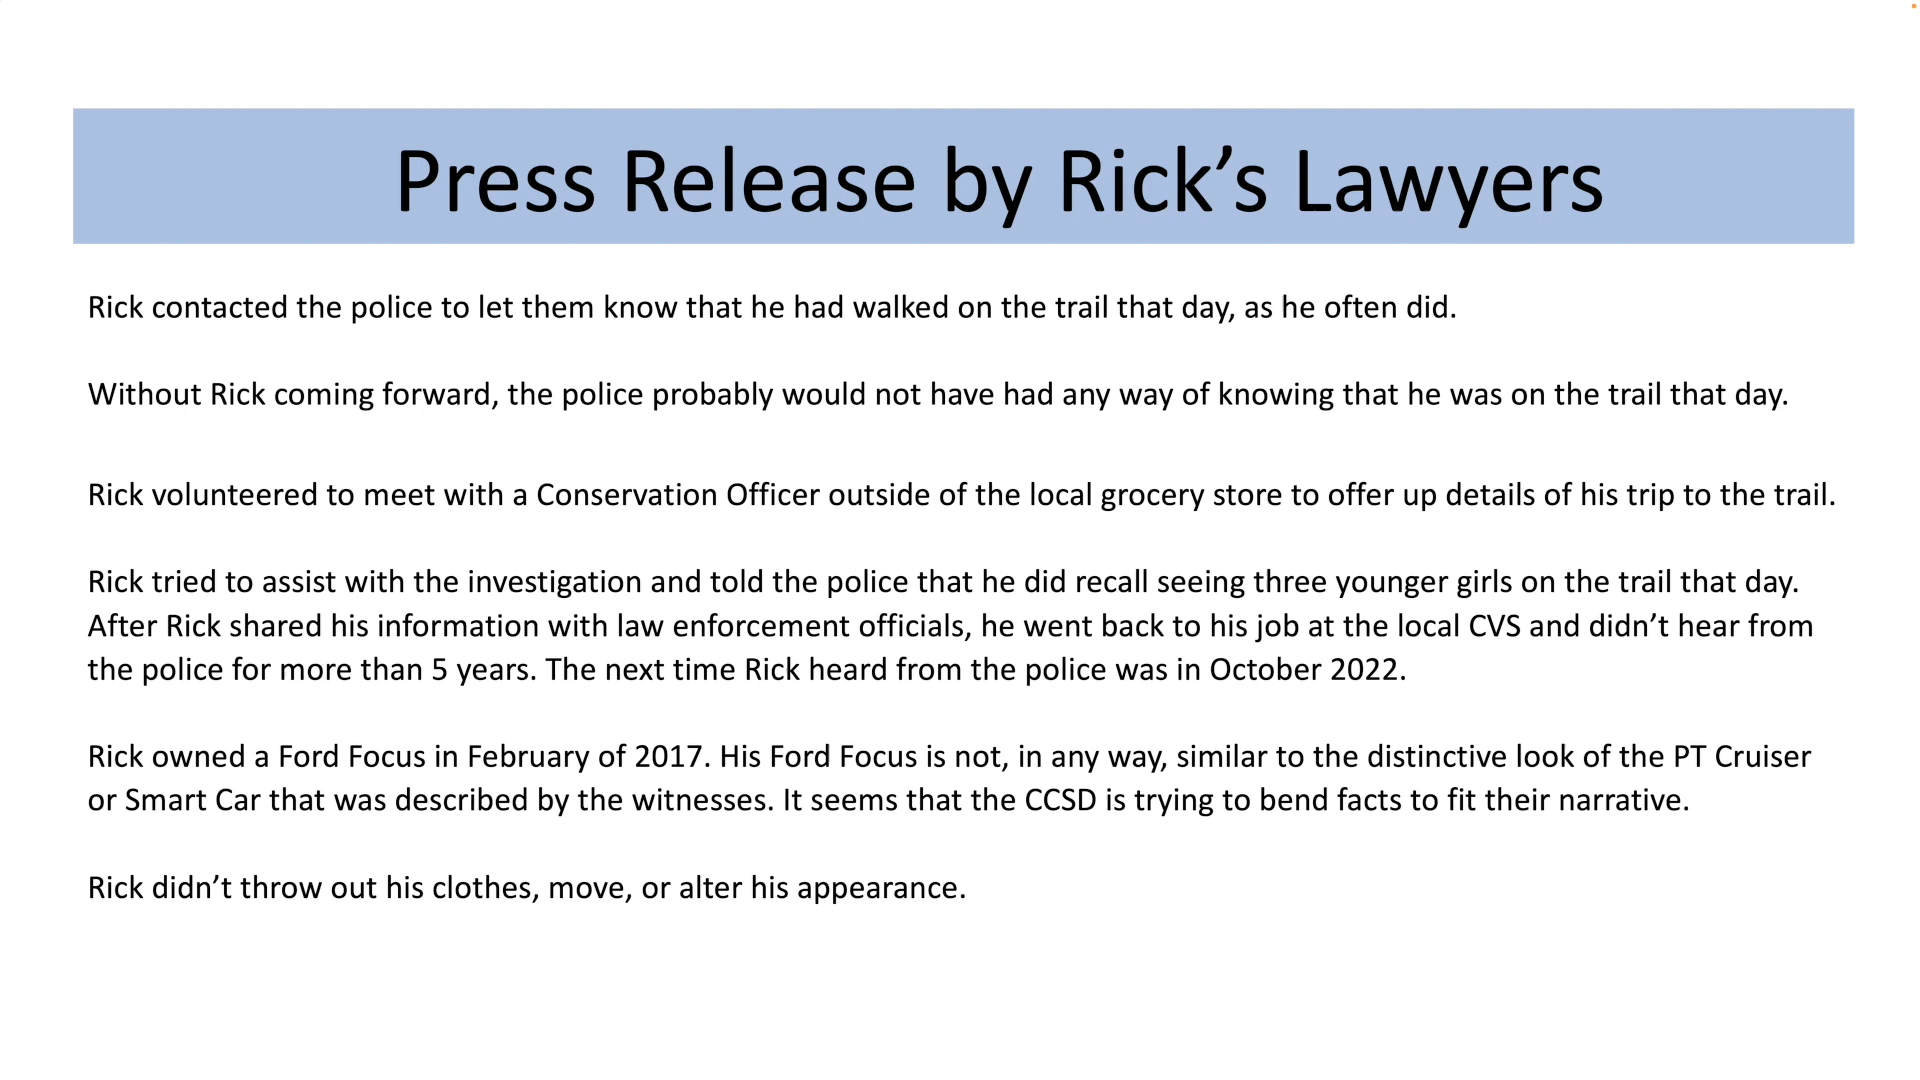 Press Release by Rick’s Lawyers
Rick contacted the police to let them know that he had walked on the trail that day, as he often did.
Without Rick coming forward, the police probably would not have had any way of knowing that he was on the trail that day.
Rick volunteered to meet with a Conservation Officer outside of the local grocery store to offer up details of his trip to the trail.
Rick tried to assist with the investigation and told the police that he did recall seeing three younger girls on the trail that day.
After Rick shared his information with law enforcement officials, he went back to his job at the local CVS and didn’t hear from
the police for more than 5 years. The next time Rick heard from the police was in October 2022.
Rick owned a Ford Focus in February of 2017. His Ford Focus is not, in any way, similar to the distinctive look of the PT Cruiser
or Smart Car that was described by the witnesses. It seems that the CCSD is trying to bend facts to fit their narrative.
Rick didn’t throw out his clothes, move, or alter his appearance.